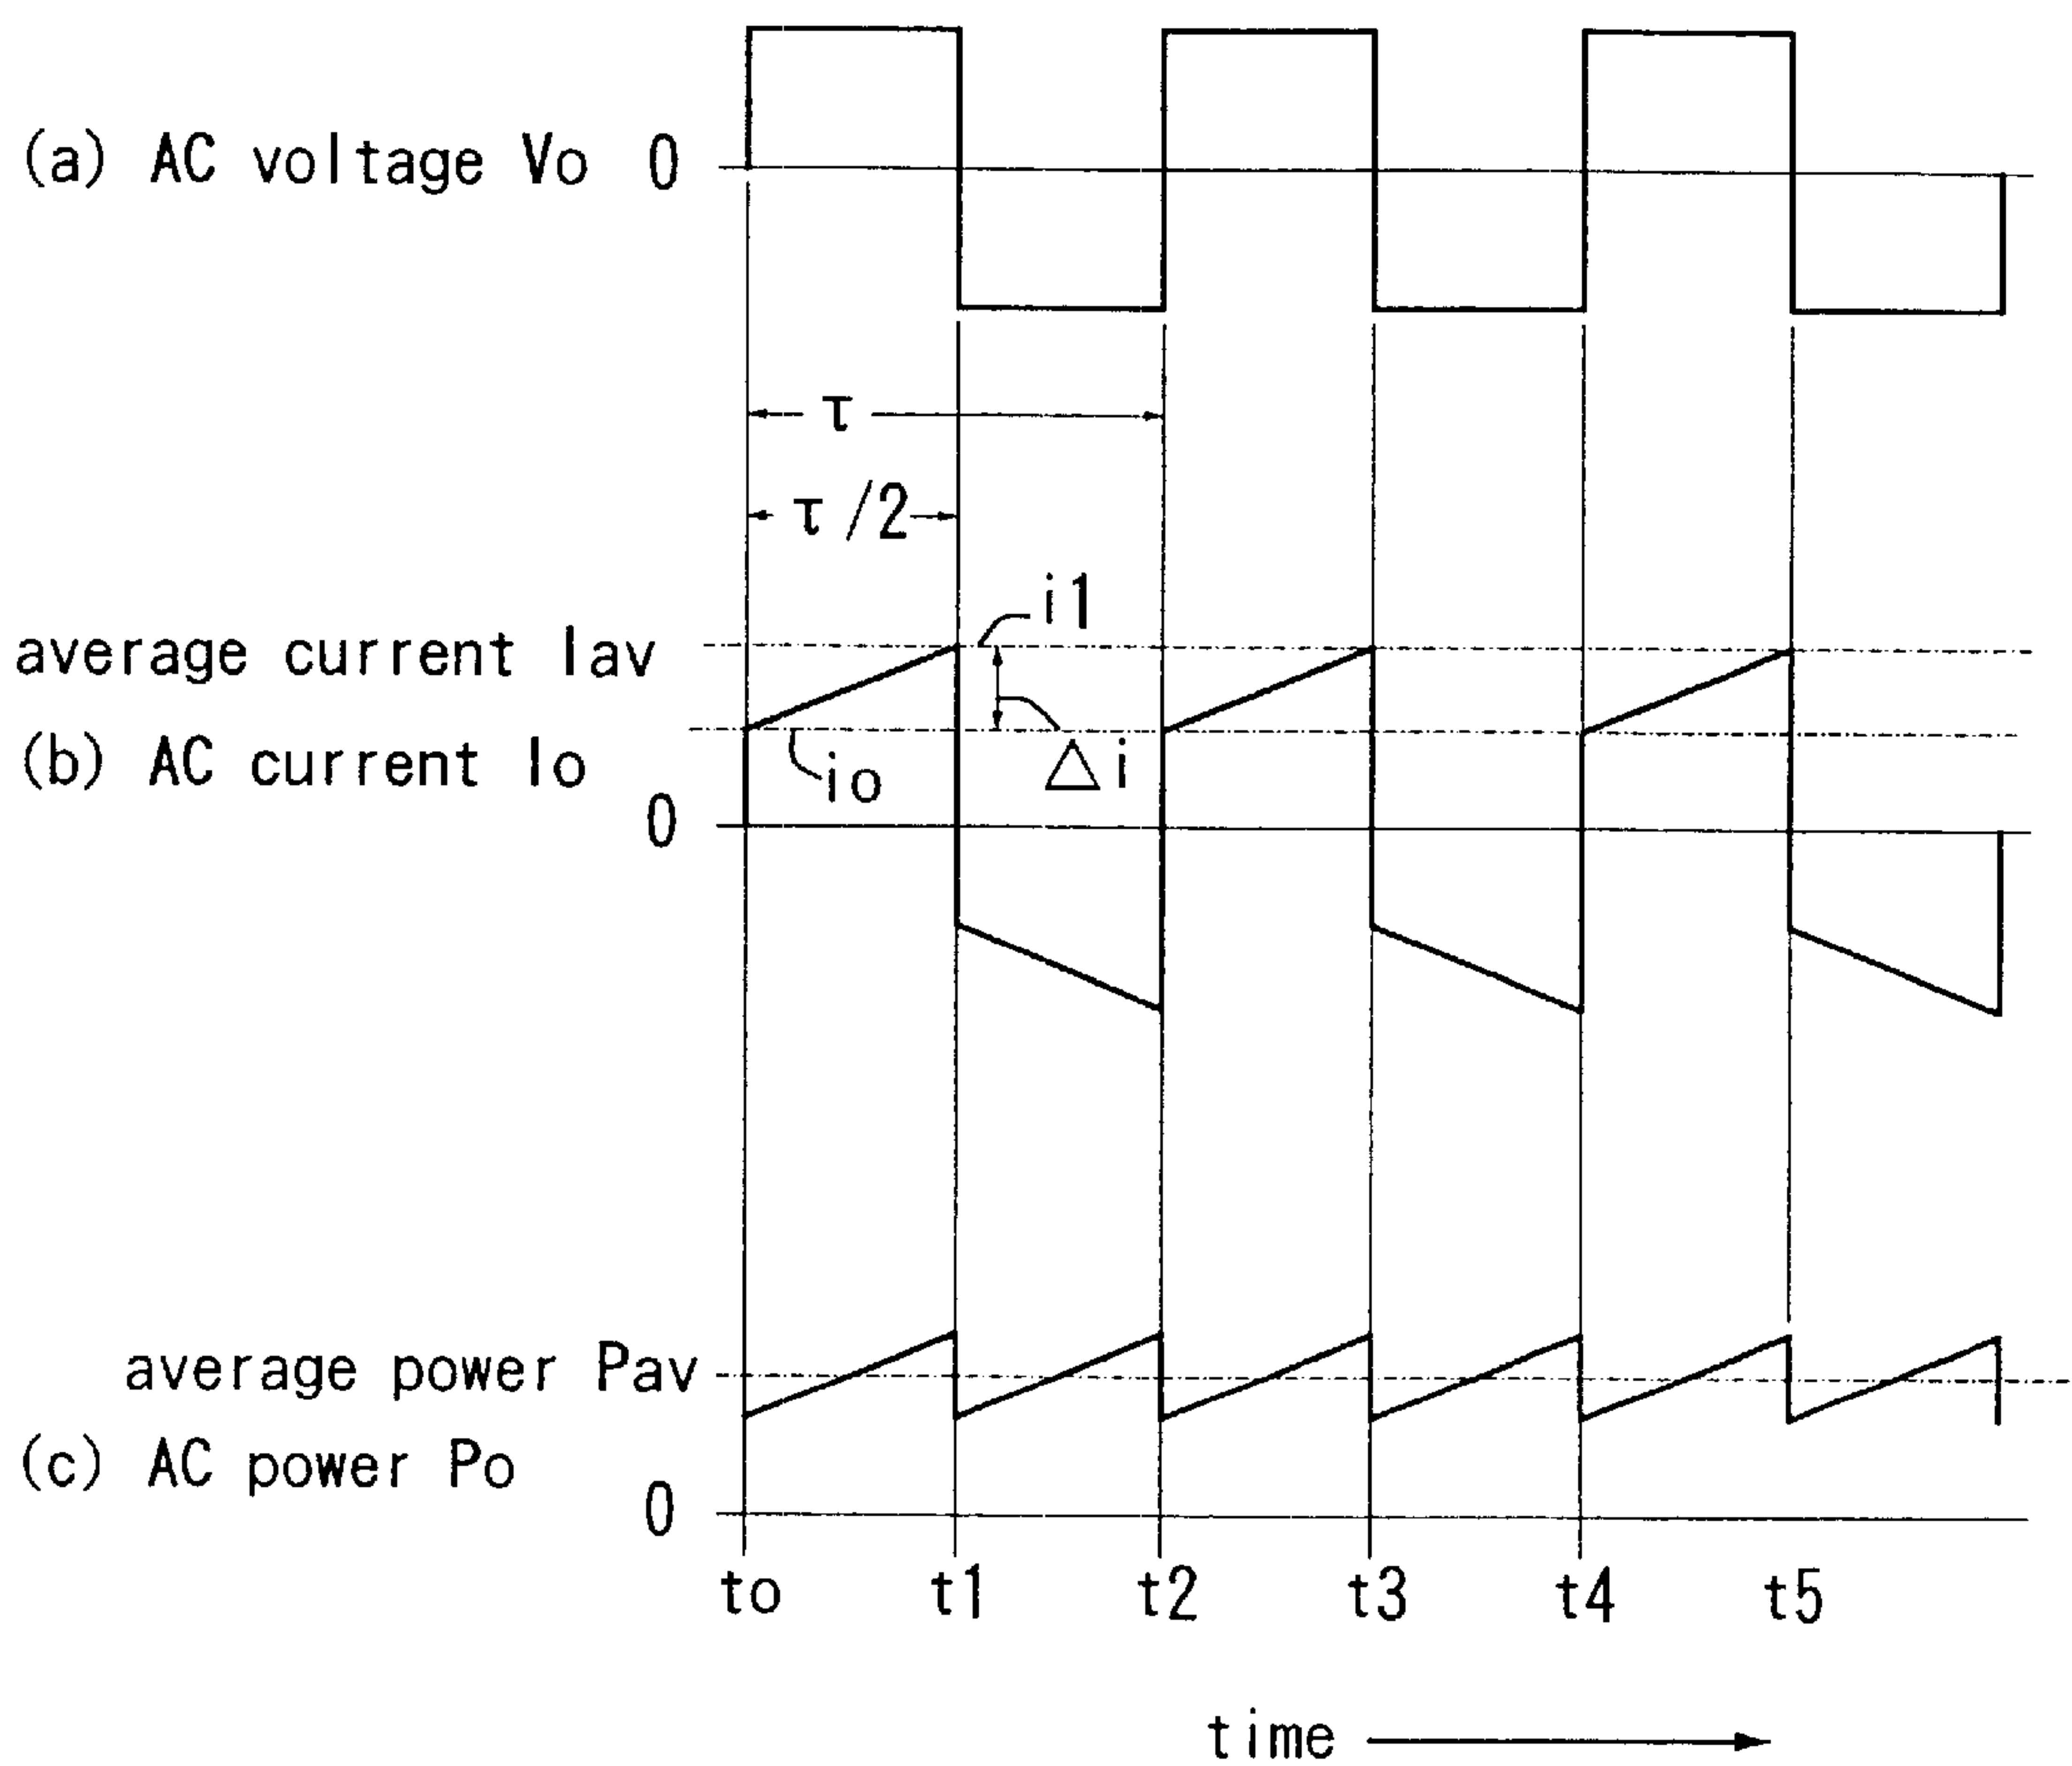 (a) AC voltage Vo 0
τ
τ/2
i1
average current Iav
(b) AC current Io
io
Δi
0
average power Pav
(c) AC power Po
0
to t1 t2 t3 t4 t5
time